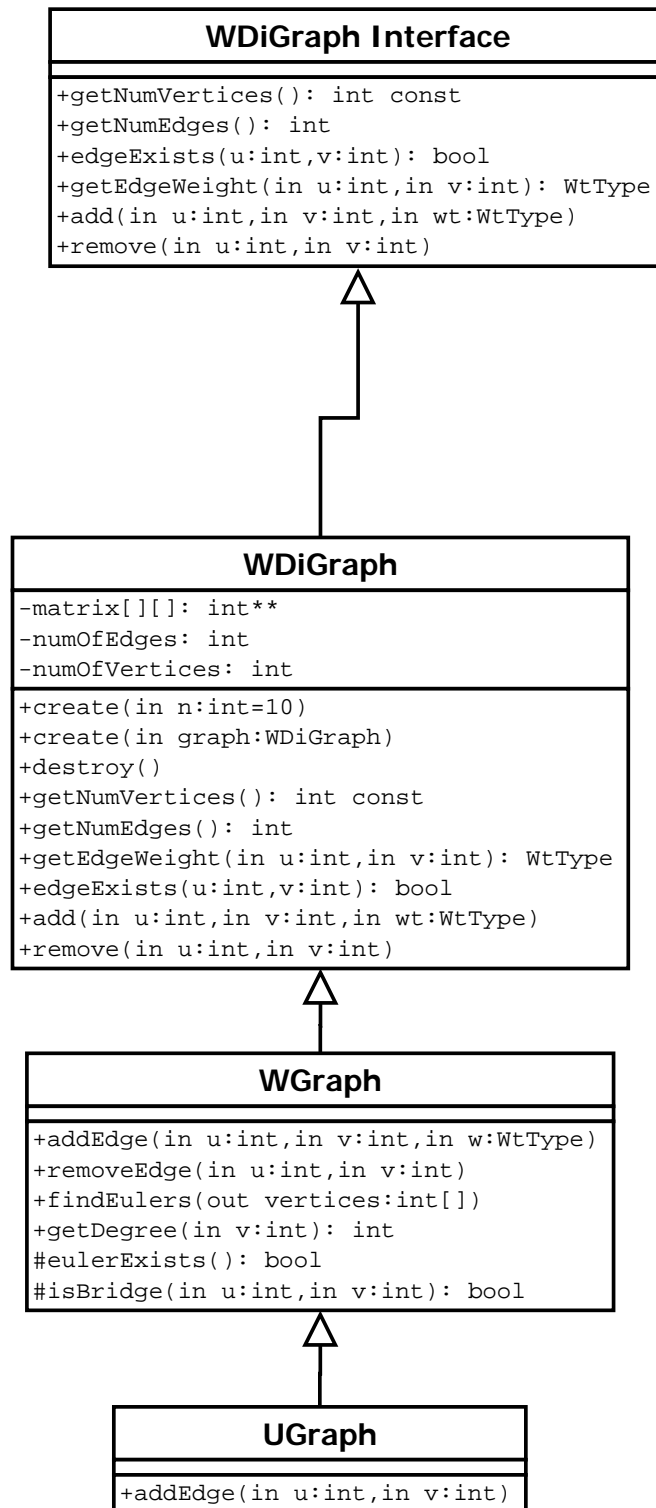 WDiGraph Interface
+getNumVertices(): int const
+getNumEdges(): int
+edgeExists(u:int,v:int): bool
+getEdgeWeight(in u:int,in v:int): WtType
+add(in u:int,in v:int,in wt:WtType)
+remove(in u:int,in v:int)
WDiGraph
-matrix[][]: int**
-numOfEdges: int
-numOfVertices: int
+create(in n:int=10)
+create(in graph:WDiGraph)
+destroy()
+getNumVertices(): int const
+getNumEdges(): int
+getEdgeWeight(in u:int,in v:int): WtType
+edgeExists(u:int,v:int): bool
+add(in u:int,in v:int,in wt:WtType)
+remove(in u:int,in v:int)
WGraph
+addEdge(in u:int,in v:int,in w:WtType)
+removeEdge(in u:int,in v:int)
+findEulers(out vertices:int[])
+getDegree(in v:int): int
#eulerExists(): bool
#isBridge(in u:int,in v:int): bool
UGraph
+addEdge(in u:int,in v:int)